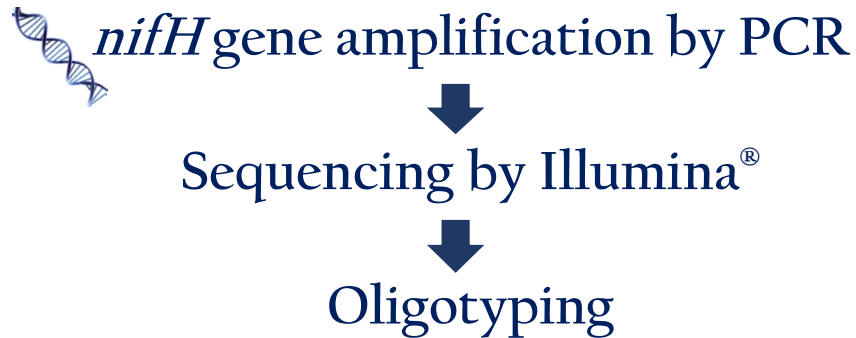 nifH gene amplification by PCR
Sequencing by Illumina®
Oligotyping